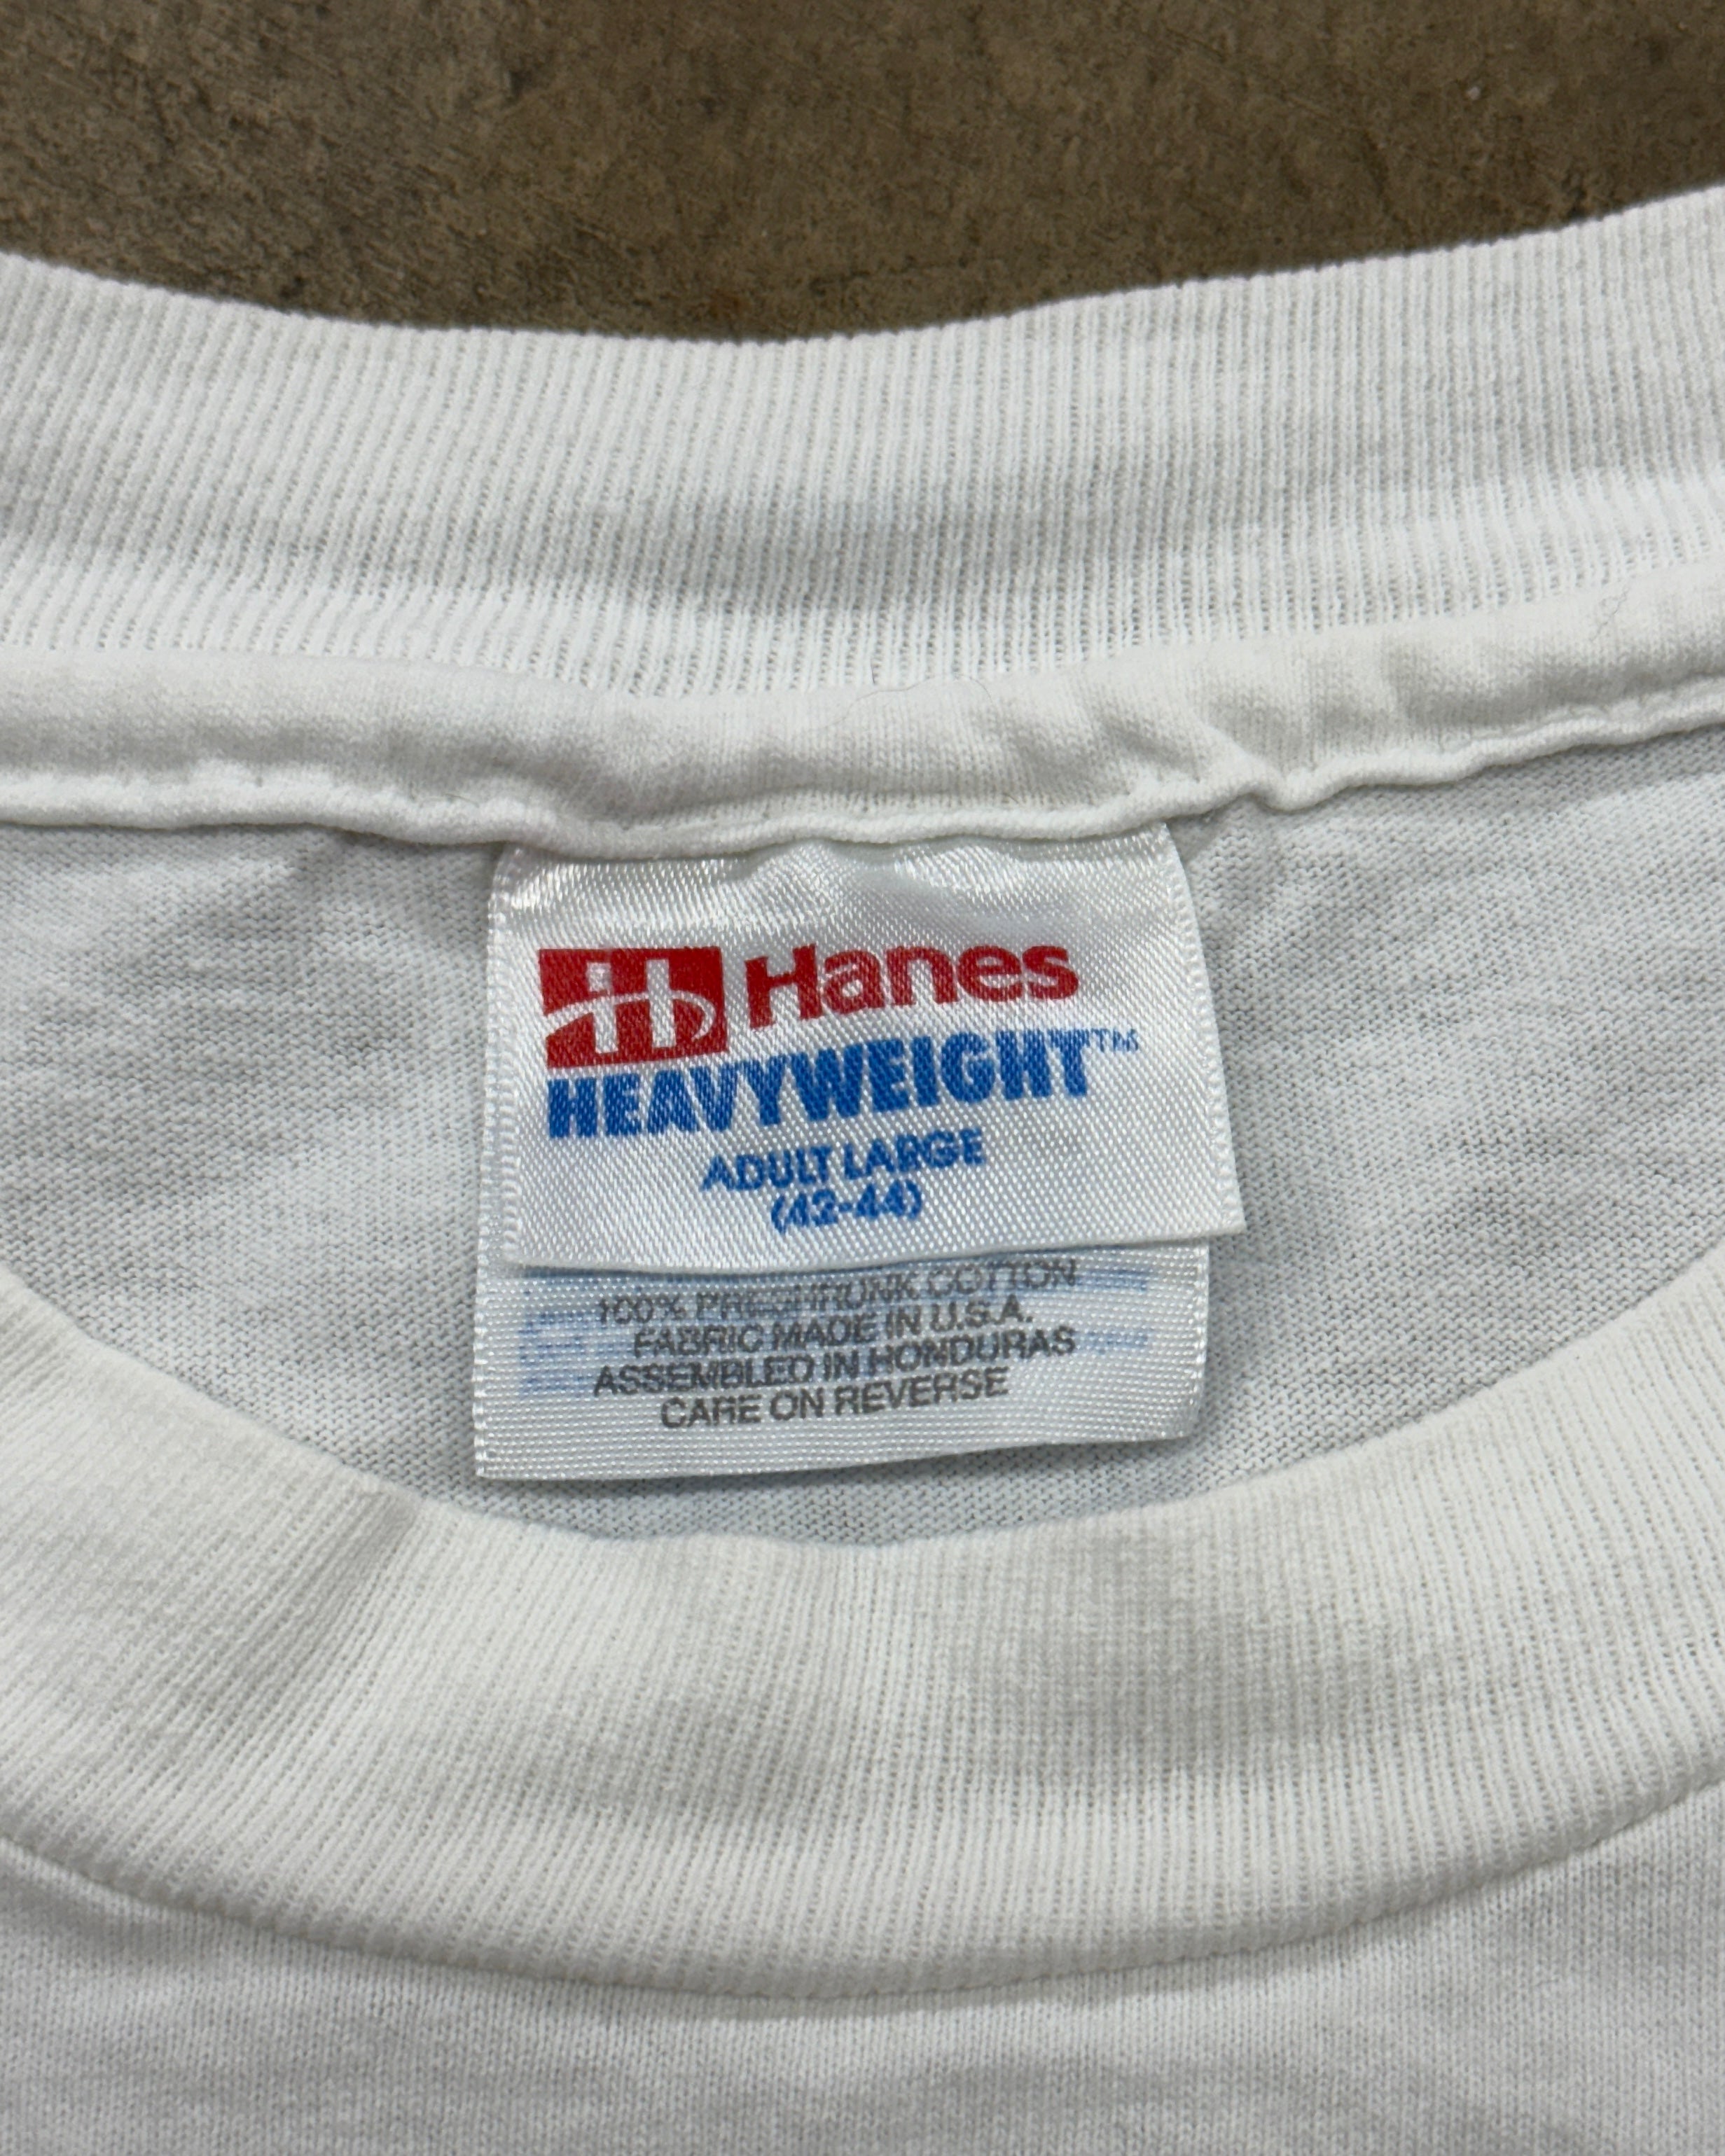 Hanes
HEAVYWEIGHT™
ADULT LARGE
(42-44)
100% PRESHRUNK COTTON
FABRIC MADE IN U.S.A.
ASSEMBLED IN HONDURAS
CARE ON REVERSE